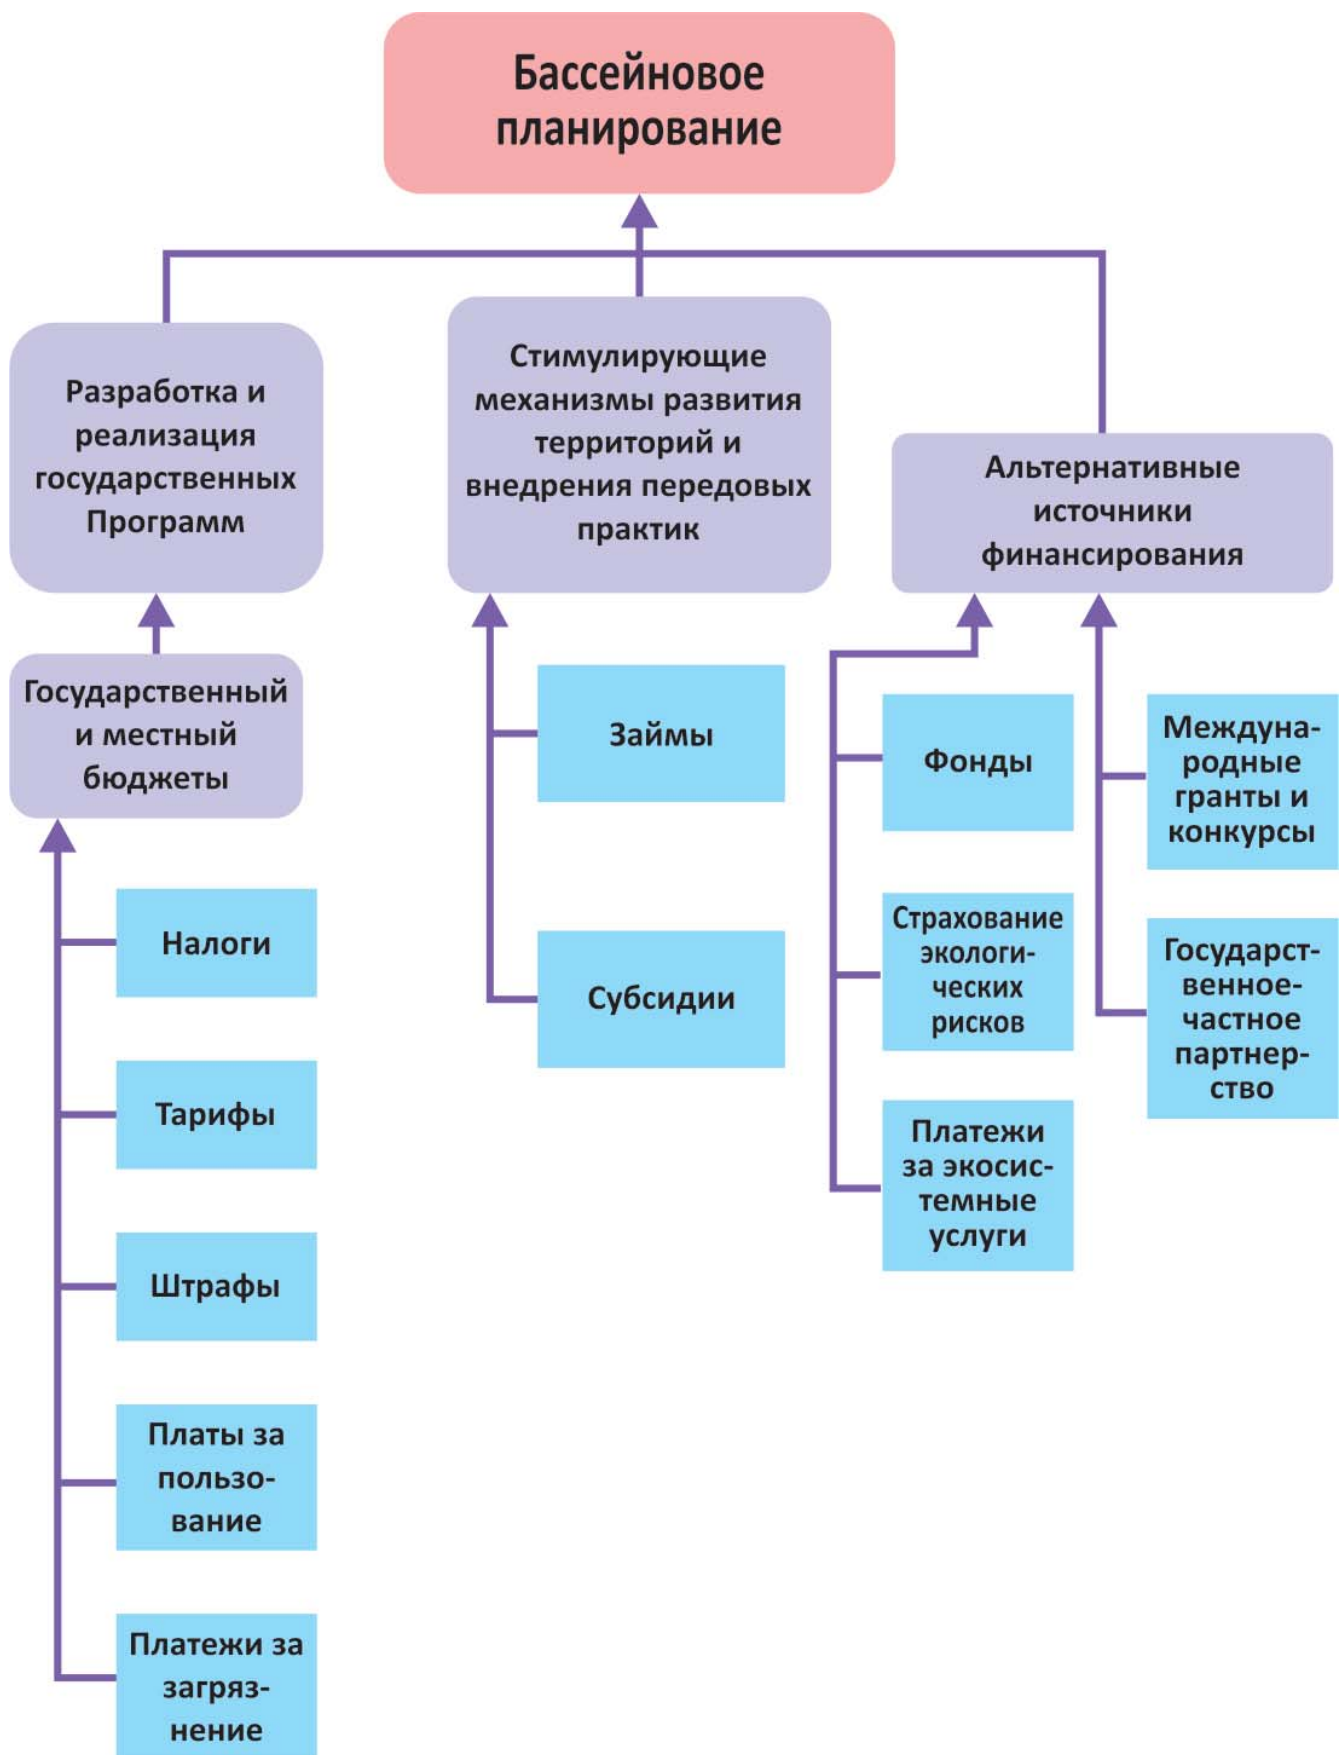 Бассейновое
планирование
Разработка и
реализация
государственных
Программ
Стимулирующие
механизмы развития
территорий и
внедрения передовых
практик
Альтернативные
источники
финансирования
Государственный
и местный
бюджеты
Налоги
Тарифы
Штрафы
Платы за
пользо-
вание
Платежи за
загряз-
нение
Займы
Субсидии
Фонды
Страхование
экологи-
ческих
рисков
Платежи
за экосис-
темные
услуги
Междуна-
родные
гранты и
конкурсы
Государст-
венное-
частное
партнер-
ство